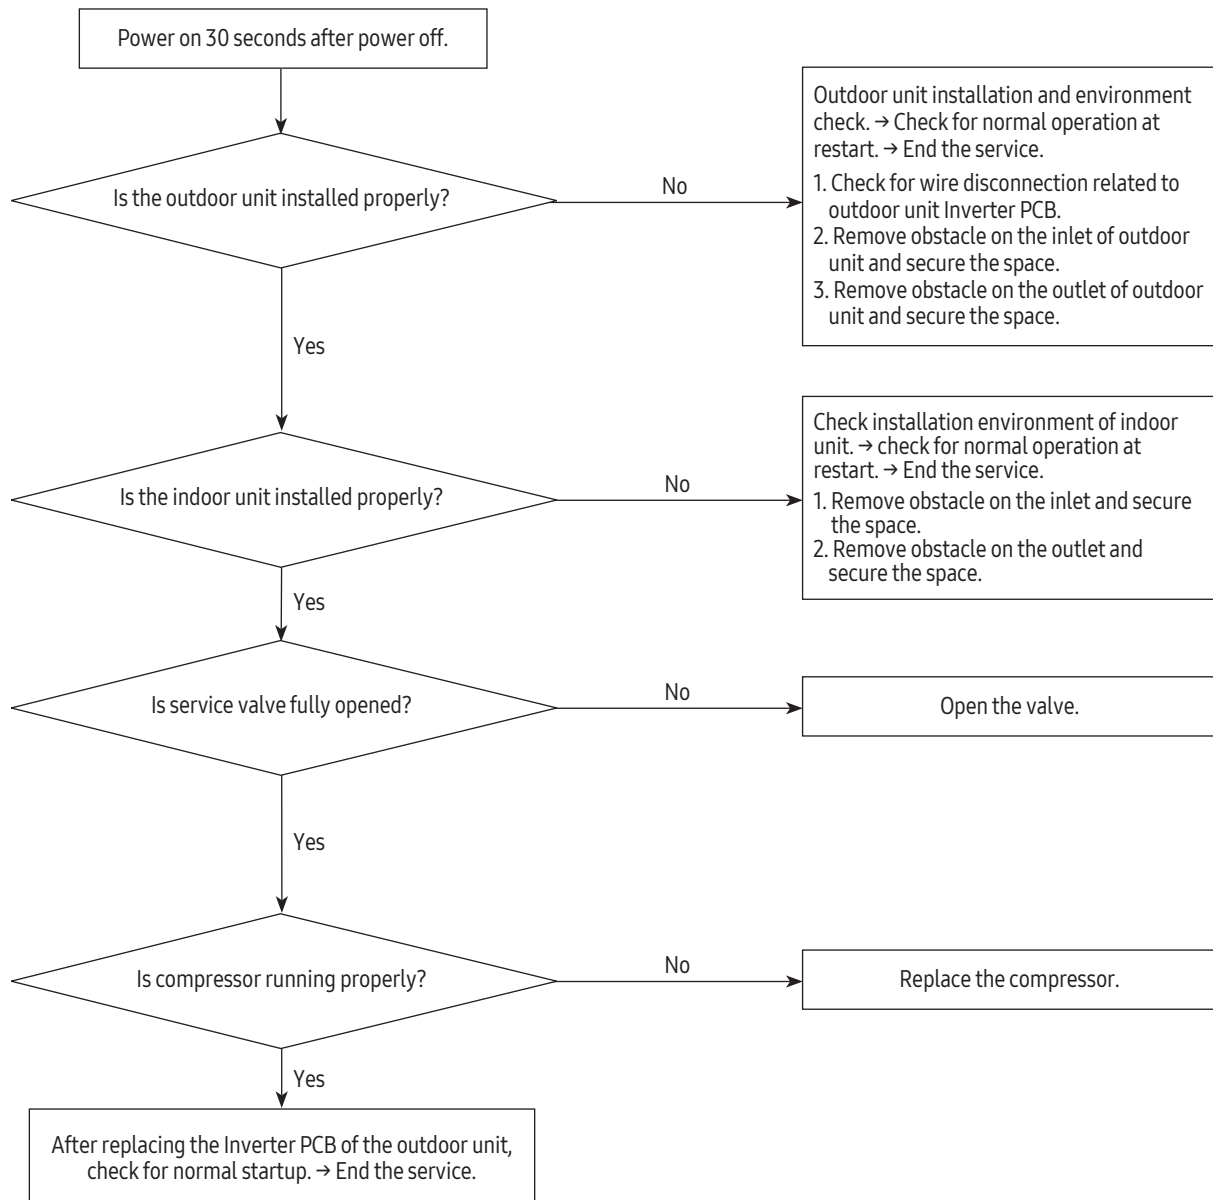 Power on 30 seconds after power off.
Outdoor unit installation and environment
check. → Check for normal operation at
restart. → End the service.
1. Check for wire disconnection related to
outdoor unit Inverter PCB.
2. Remove obstacle on the inlet of outdoor
unit and secure the space.
3. Remove obstacle on the outlet of outdoor
unit and secure the space.
Is the outdoor unit installed properly?
No
Yes
Check installation environment of indoor
unit. → check for normal operation at
restart. → End the service.
1. Remove obstacle on the inlet and secure
the space.
2. Remove obstacle on the outlet and
secure the space.
Is the indoor unit installed properly?
No
Yes
Is service valve fully opened?
No
Open the valve.
Yes
Is compressor running properly?
No
Replace the compressor.
Yes
After replacing the Inverter PCB of the outdoor unit,
check for normal startup. → End the service.